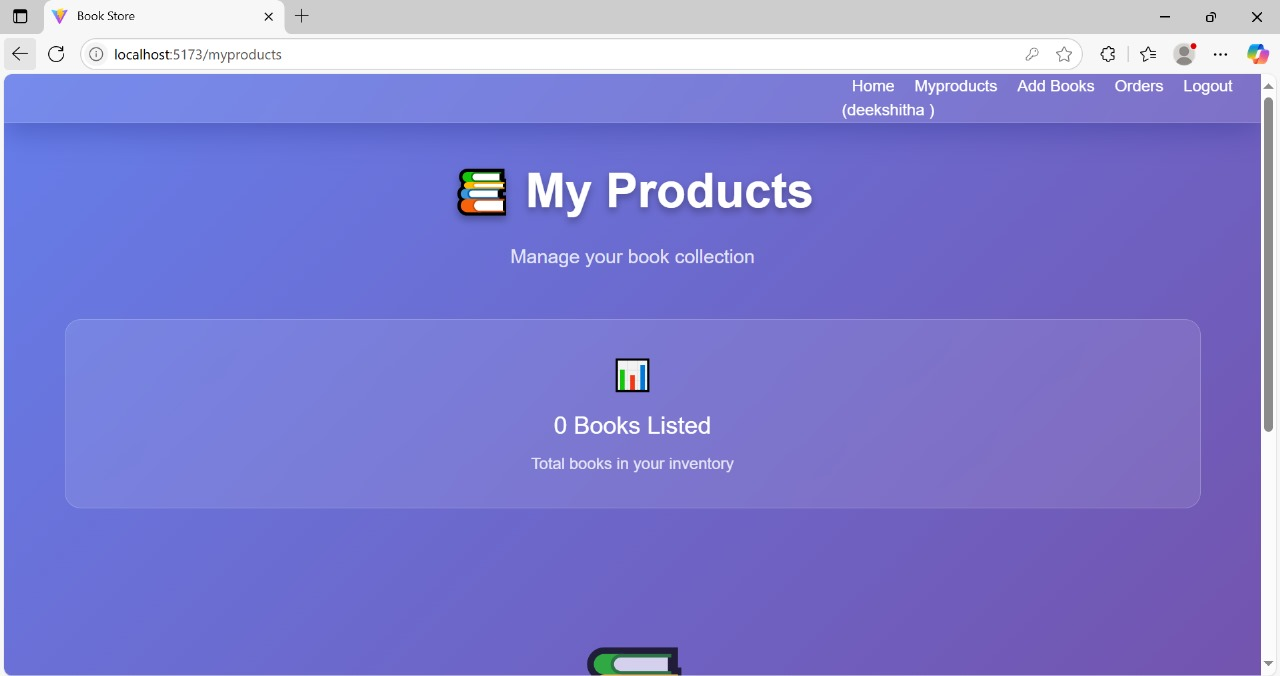 Book Store
localhost:5173/myproducts
Home Myproducts Add Books Orders Logout
(deekshitha )
My Products
Manage your book collection
0 Books Listed
Total books in your inventory